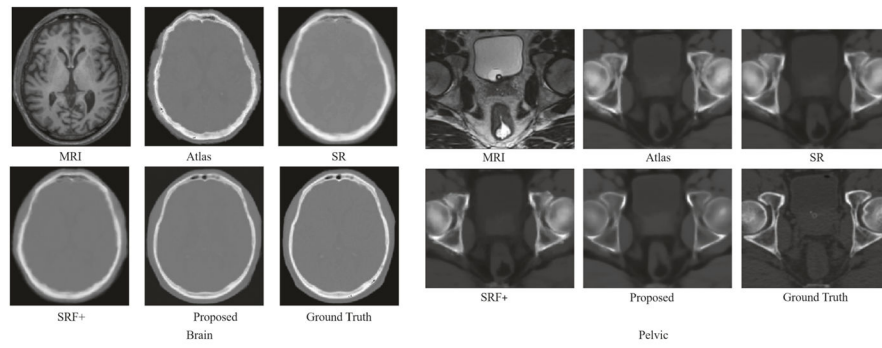 MRI
Atlas
SR
SRF+
Proposed
Ground Truth
Brain
MRI
Atlas
SR
SRF+
Proposed
Ground Truth
Pelvic